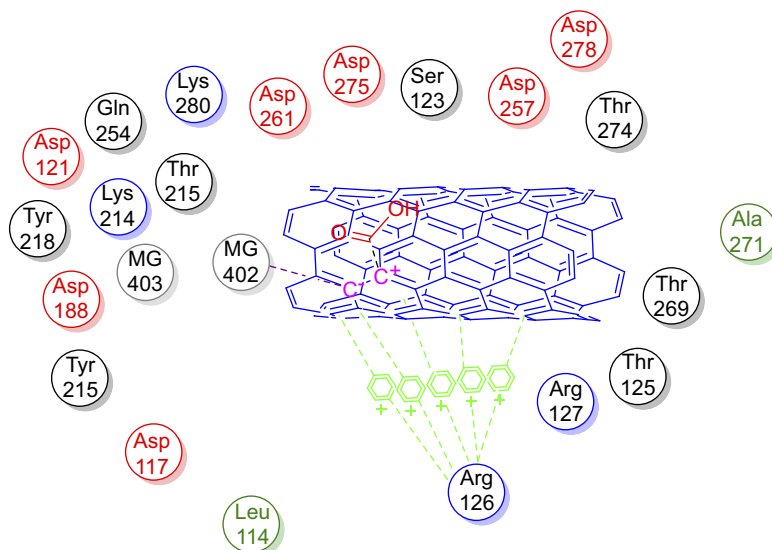 Asp
278
Asp
275
Ser
123
Lys
280
Asp
257
Asp
261
Gln
254
Thr
274
Asp
121
Thr
215
Lys
214
OH
O
Tyr
218
Ala
271
MG
402
MG
403
C+
C-
Asp
188
Thr
269
Tyr
215
Thr
125
Arg
127
+
+
+
+
+
Asp
117
Arg
126
Leu
114